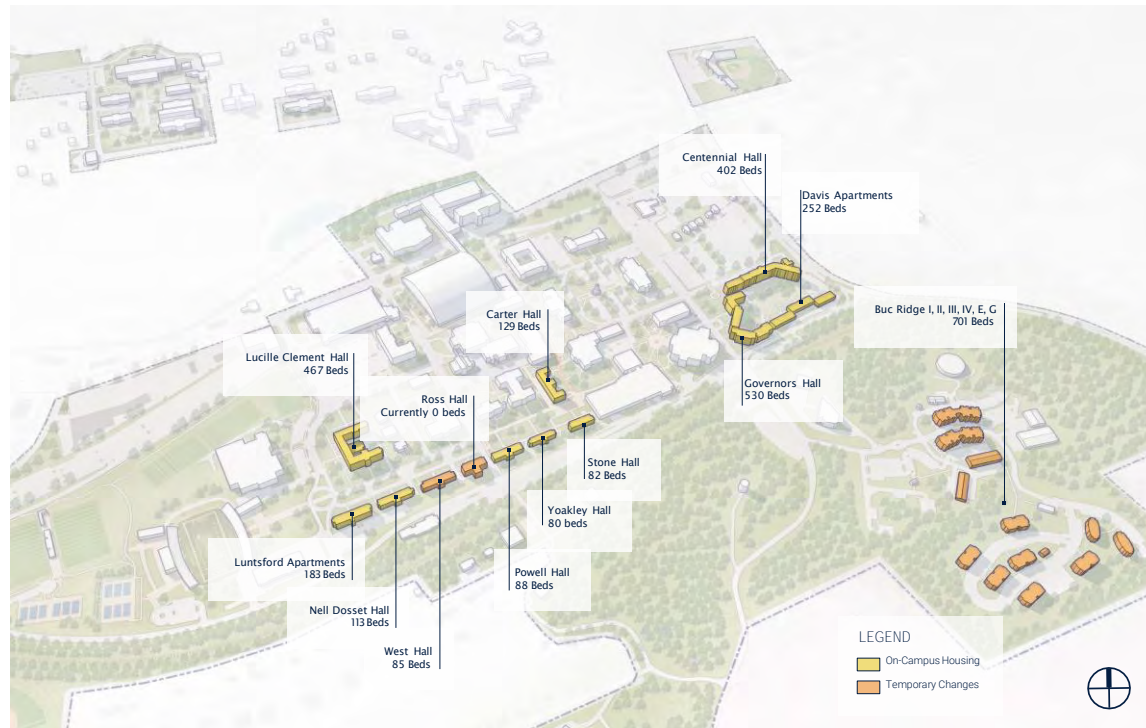 Centennial Hall
402 Beds
Davis Apartments
252 Beds
Buc Ridge I, II, III, IV, E, G
701 Beds
Carter Hall
129 Beds
Lucille Clement Hall
467 Beds
Ross Hall
Currently 0 beds
Governors Hall
530 Beds
Stone Hall
82 Beds
Yoakley Hall
80 beds
Luntsford Apartments
183 Beds
Powell Hall
88 Beds
Nell Dosset Hall
113 Beds
West Hall
85 Beds
LEGEND
On-Campus Housing
Temporary Changes